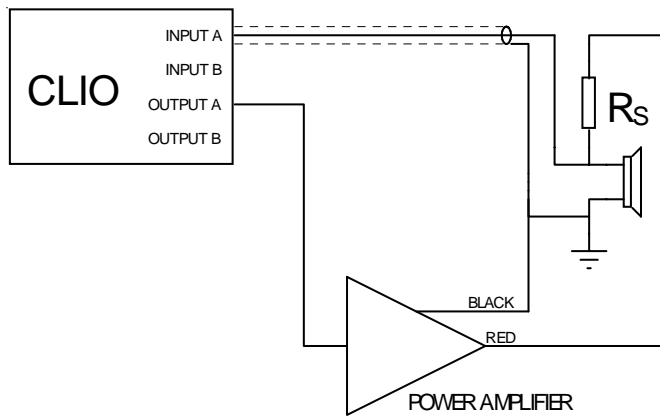 INPUT A
INPUT B
CLIO
OUTPUT A
OUTPUT B
RS
BLACK
RED
POWER AMPLIFIER